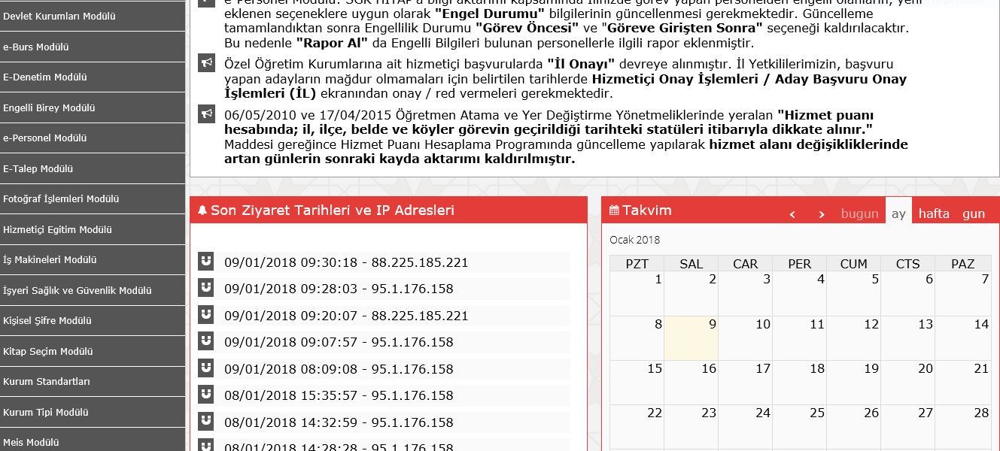 Devlet Kurumları Modülü
e-Burs Modülü
E-Denetim Modülü
Engelli Birey Modülü
e-Personel Modülü
E-Talep Modülü
Fotoğraf İşlemleri Modülü
Hizmetiçi Egitim Modülü
İş Makineleri Modülü
İşyeri Sağlık ve Güvenlik Modülü
Kişisel Şifre Modülü
Kitap Seçim Modülü
Kurum Standartları
Kurum Tipi Modülü
Meis Modülü
e-Personel Modülü: SGK HİTAP'a bilgi aktarımı kapsamında İlinizde görev yapan personelden engelli olanların, yeni
eklenen seçeneklere uygun olarak "Engel Durumu" bilgilerinin güncellenmesi gerekmektedir. Güncelleme
tamamlandıktan sonra Engellilik Durumu "Görev Öncesi" ve "Göreve Girişten Sonra" seçeneği kaldırılacaktır.
Bu nedenle "Rapor Al" da Engelli Bilgileri bulunan personellerle ilgili rapor eklenmiştir.
Özel Öğretim Kurumlarına ait hizmetiçi başvurularda "İl Onayı" devreye alınmıştır. İl Yetkililerimizin, başvuru
yapan adayların mağdur olmamaları için belirtilen tarihlerde Hizmetiçi Onay İşlemleri / Aday Başvuru Onay
İşlemleri (İL) ekranından onay / red vermeleri gerekmektedir.
06/05/2010 ve 17/04/2015 Öğretmen Atama ve Yer Değiştirme Yönetmeliklerinde yeralan "Hizmet puanı
hesabında; il, ilçe, belde ve köyler görevin geçirildiği tarihteki statüleri itibarıyla dikkate alınır."
Maddesi gereğince Hizmet Puanı Hesaplama Programında güncelleme yapılarak hizmet alanı değişikliklerinde
artan günlerin sonraki kayda aktarımı kaldırılmıştır.
Son Ziyaret Tarihleri ve IP Adresleri
09/01/2018 09:30:18 - 88.225.185.221
09/01/2018 09:28:03 - 95.1.176.158
09/01/2018 09:20:07 - 88.225.185.221
09/01/2018 09:07:57 - 95.1.176.158
09/01/2018 08:09:08 - 95.1.176.158
08/01/2018 15:35:57 - 95.1.176.158
08/01/2018 14:32:59 - 95.1.176.158
08/01/2018 14:28:28 - 95.1.176.158
Takvim
< > bugun ay hafta gun
Ocak 2018
PZT SAL CAR PER CUM CTS PAZ
1 2 3 4 5 6 7
8 9 10 11 12 13 14
15 16 17 18 19 20 21
22 23 24 25 26 27 28